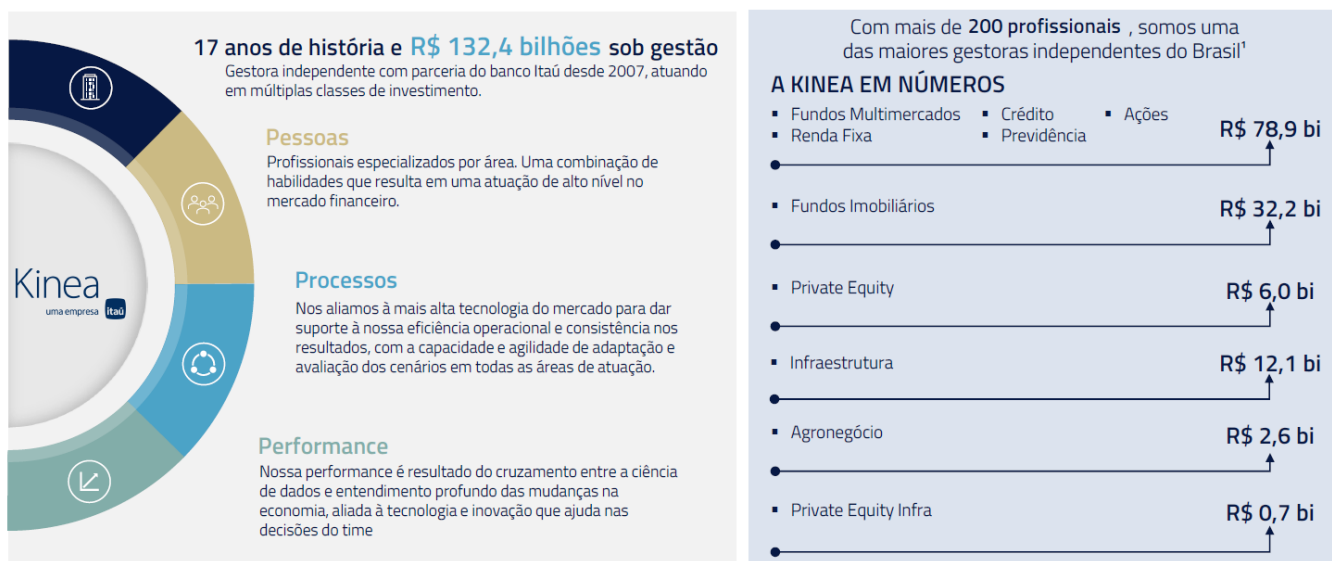 17 anos de história e R$ 132,4 bilhões sob gestão
Gestora independente com parceria do banco Itaú desde 2007, atuando
em múltiplas classes de investimento.
Pessoas
Profissionais especializados por área. Uma combinação de
habilidades que resulta em uma atuação de alto nível no
mercado financeiro.
Kinea
uma empresa itaú
Processos
Nos aliamos à mais alta tecnologia do mercado para dar
suporte à nossa eficiência operacional e consistência nos
resultados, com a capacidade e agilidade de adaptação e
avaliação dos cenários em todas as áreas de atuação.
Performance
Nossa performance é resultado do cruzamento entre a ciência
de dados e entendimento profundo das mudanças na
economia, aliada à tecnologia e inovação que ajuda nas
decisões do time
Com mais de 200 profissionais , somos uma
das maiores gestoras independentes do Brasil¹
A KINEA EM NÚMEROS
▪ Fundos Multimercados ▪ Crédito ▪ Ações
▪ Renda Fixa ▪ Previdência
R$ 78,9 bi
▪ Fundos Imobiliários R$ 32,2 bi
▪ Private Equity R$ 6,0 bi
▪ Infraestrutura R$ 12,1 bi
▪ Agronegócio R$ 2,6 bi
▪ Private Equity Infra R$ 0,7 bi